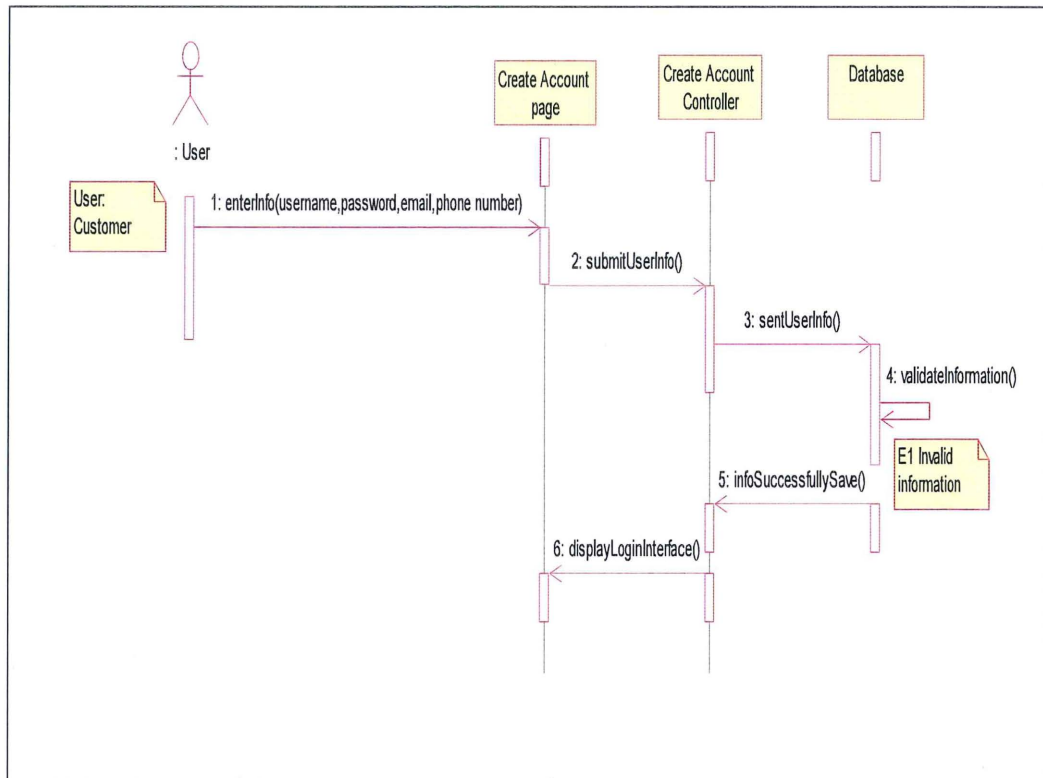 Create Account
page
Create Account
Controller
Database
: User
User:
Customer
1: enterInfo(username,password,email,phone number)
2: submitUserInfo()
3: sentUserInfo()
4: validateInformation()
E1 Invalid
information
5: infoSuccessfullySave()
6: displayLoginInterface()